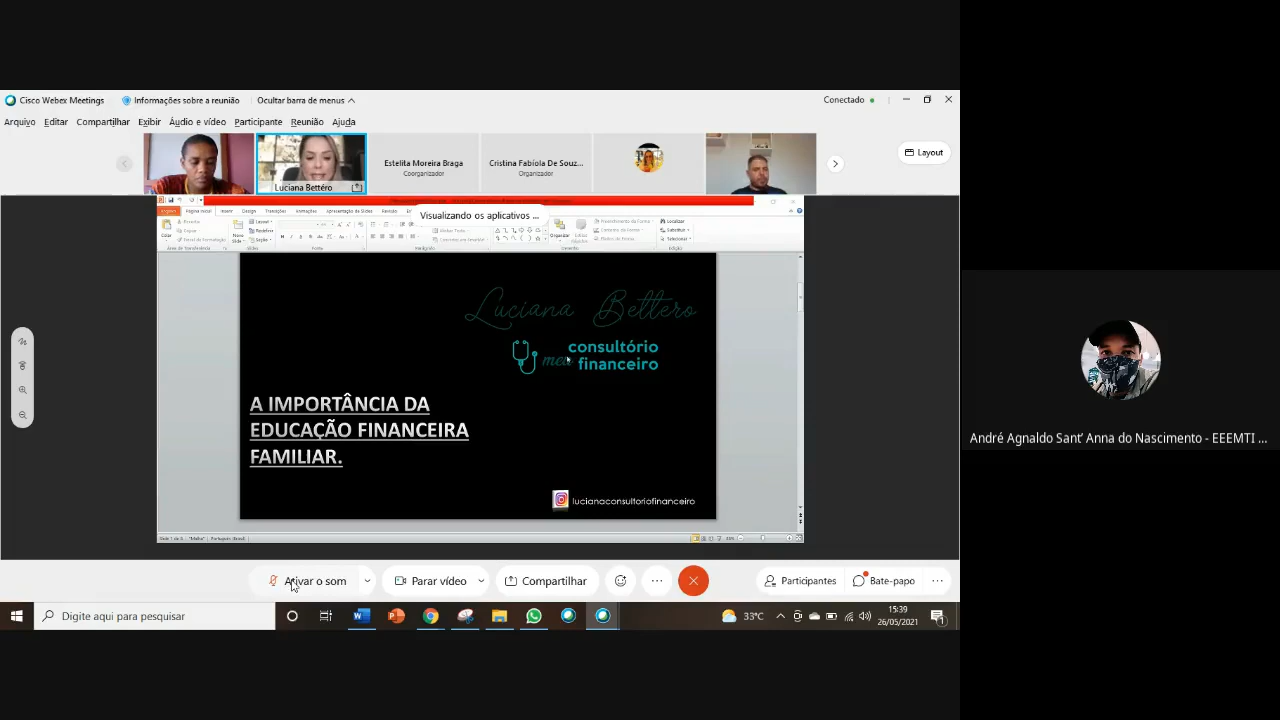 Cisco Webex Meetings
Informações sobre a reunião
Ocultar barra de menus
Conectado
Arquivo Editar Compartilhar Exibir Áudio e vídeo Participante Reunião Ajuda
Luciana Bettéro
Estelita Moreira Braga
Coorganizador
Cristina Fabíola De Souz...
Organizador
Layout
Visualizando os aplicativos ...
Luciana Bettero
meu consultório
financeiro
A IMPORTÂNCIA DA
EDUCAÇÃO FINANCEIRA
FAMILIAR.
lucianaconsultoriofinanceiro
André Agnaldo Sant' Anna do Nascimento - EEEMTI ...
Ativar o som
Parar vídeo
Compartilhar
Participantes
Bate-papo
Digite aqui para pesquisar
33°C
15:39
26/05/2021